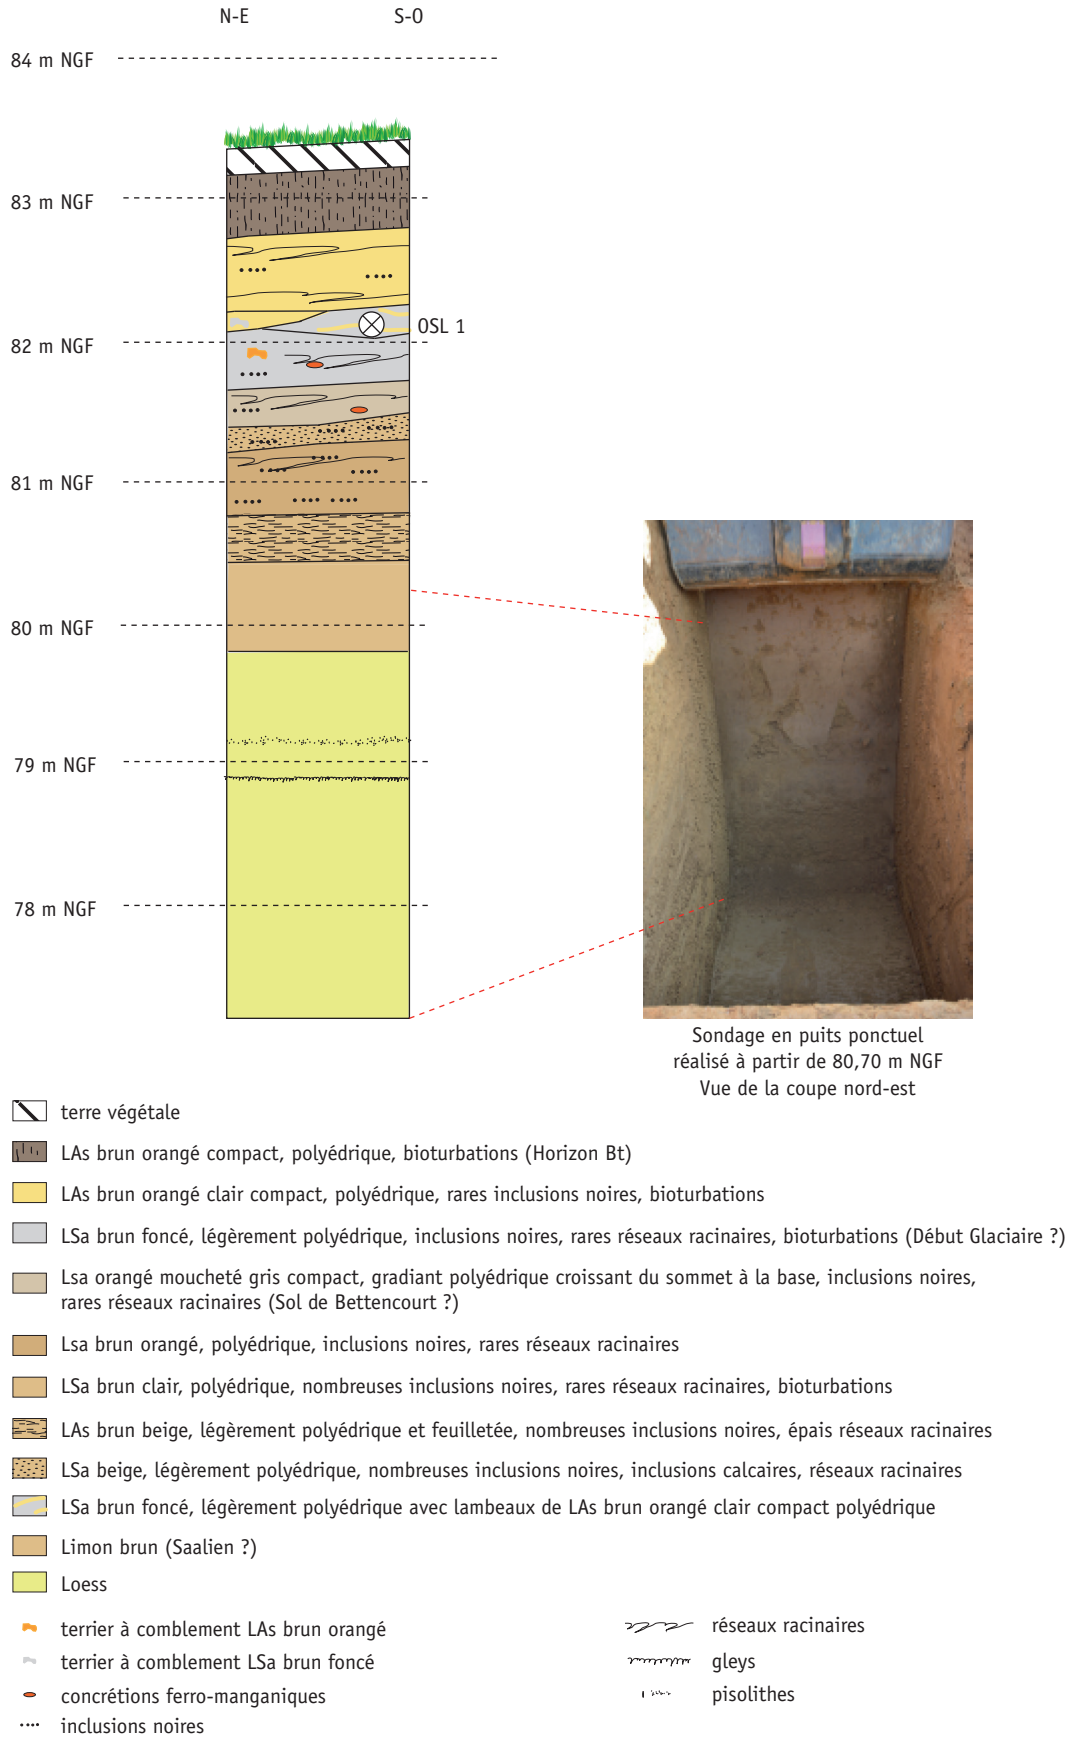 N-E S-O
84 m NGF
83 m NGF
OSL 1
82 m NGF
81 m NGF
80 m NGF
79 m NGF
78 m NGF
Sondage en puits ponctuel
réalisé à partir de 80,70 m NGF
Vue de la coupe nord-est
terre végétale
LAs brun orangé compact, polyédrique, bioturbations (Horizon Bt)
LAs brun orangé clair compact, polyédrique, rares inclusions noires, bioturbations
LSa brun foncé, légèrement polyédrique, inclusions noires, rares réseaux racinaires, bioturbations (Début Glaciaire ?)
Lsa orangé moucheté gris compact, gradiant polyédrique croissant du sommet à la base, inclusions noires,
rares réseaux racinaires (Sol de Bettencourt ?)
Lsa brun orangé, polyédrique, inclusions noires, rares réseaux racinaires
LSa brun clair, polyédrique, nombreuses inclusions noires, rares réseaux racinaires, bioturbations
LAs brun beige, légèrement polyédrique et feuilletée, nombreuses inclusions noires, épais réseaux racinaires
LSa beige, légèrement polyédrique, nombreuses inclusions noires, inclusions calcaires, réseaux racinaires
LSa brun foncé, légèrement polyédrique avec lambeaux de LAs brun orangé clair compact polyédrique
Limon brun (Saalien ?)
Loess
terrier à comblement LAs brun orangé
terrier à comblement LSa brun foncé
concrétions ferro-manganiques
inclusions noires
réseaux racinaires
gleys
pisolithes